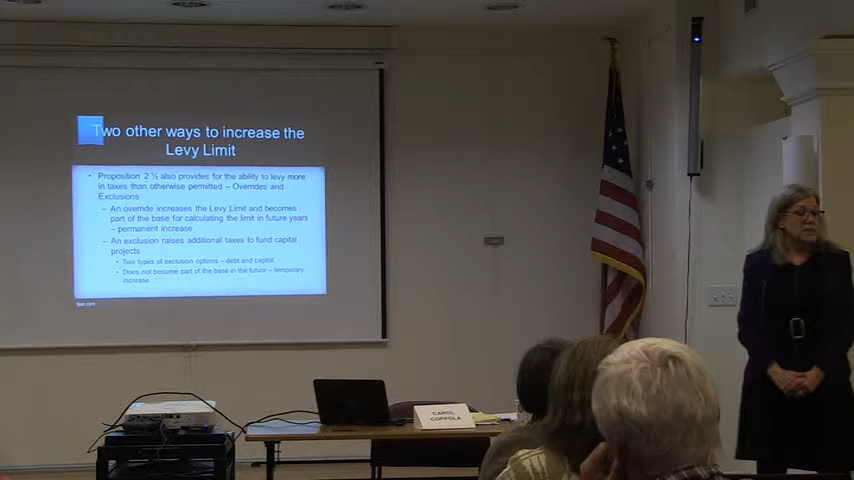 Two other ways to increase the
Levy Limit
• Proposition 2 ½ also provides for the ability to levy more
in taxes than otherwise permitted – Overrides and
Exclusions
– An override increases the Levy Limit and becomes
part of the base for calculating the limit in future years
– permanent increase
– An exclusion raises additional taxes to fund capital
projects
• Two types of exclusion options – debt and capital
• Does not become part of the base in the future – temporary
increase
CAROL
COPPOLA